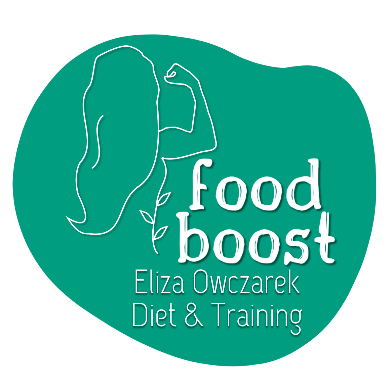 food
boost
Eliza Owczarek
Diet & Training